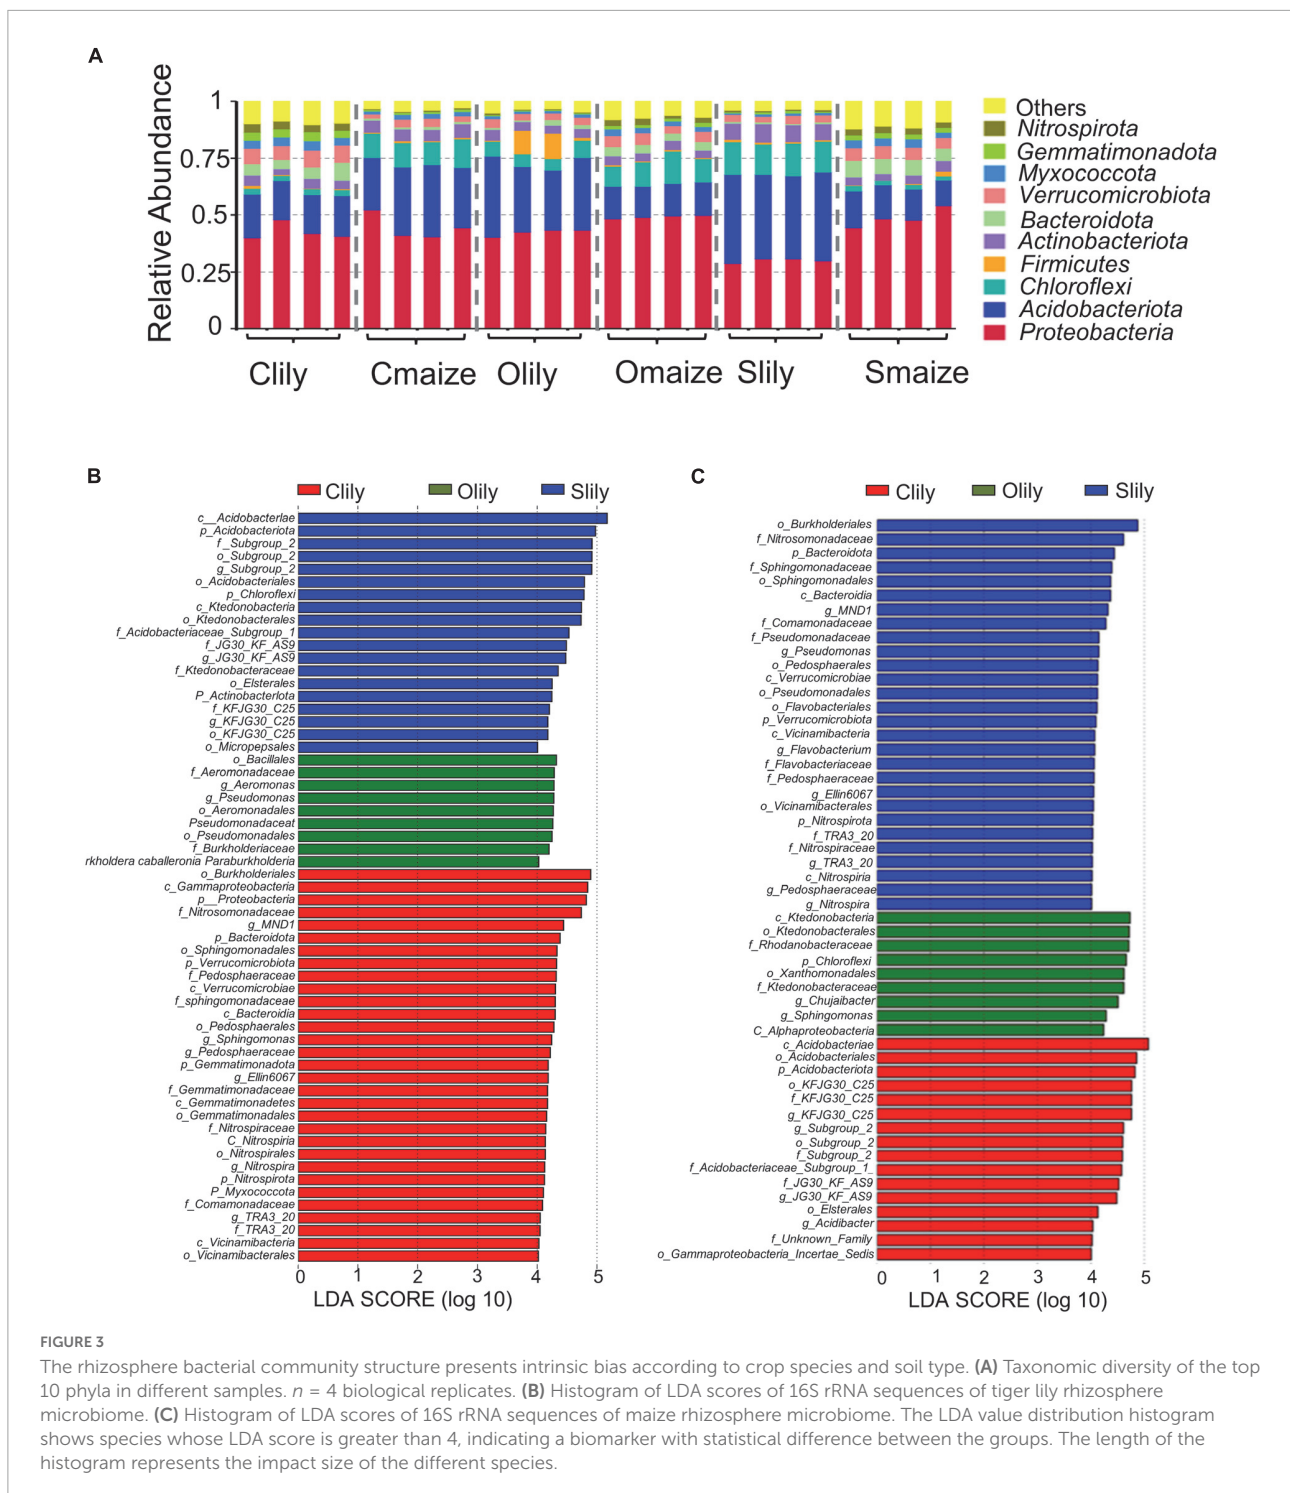 A
Relative Abundance
1
0.75
0.5
0.25
0
Clily
Cmaize
Olily
Omaize
Slily
Smaize
Others
Nitrospirota
Gemmatimonadota
Myxococcota
Verrucomicrobiota
Bacteroidota
Actinobacteriota
Firmicutes
Chloroflexi
Acidobacteriota
Proteobacteria
B
Clily
Olily
Slily
c__Acidobacterlae
p_Acidobacteriota
f_Subgroup_2
o_Subgroup_2
g_Subgroup_2
o_Acidobacteriales
p_Chloroflexi
c_Ktedonobacteria
o_Ktedonobacterales
f_Acidobacteriaceae_Subgroup_1
f_JG30_KF_AS9
g_JG30_KF_AS9
f_Ktedonobacteraceae
o_Elsterales
P_Actinobacterlota
f_KFJG30_C25
g_KFJG30_C25
o_KFJG30_C25
o_Micropepsales
o_Bacillales
f_Aeromonadaceae
g_Aeromonas
g_Pseudomonas
o_Aeromonadales
Pseudomonadaceat
o_Pseudomonadales
f_Burkholderiaceae
rkholdera caballeronia Paraburkholderia
o_Burkholderiales
c_Gammaproteobacteria
p__Proteobacteria
f_Nitrosomonadaceae
g_MND1
p_Bacteroidota
o_Sphingomonadales
p_Verrucomicrobiota
f_Pedosphaeraceae
c_Verrucomicrobiae
f_sphingomonadaceae
c_Bacteroidia
o_Pedosphaerales
g_Sphingomonas
g_Pedosphaeraceae
p_Gemmatimonadota
g_Ellin6067
f_Gemmatimonadaceae
c_Gemmatimonadetes
o_Gemmatimonadales
f_Nitrospiraceae
C_Nitrospiria
o_Nitrospirales
g_Nitrospira
p_Nitrospirota
P_Myxococcota
f_Comamonadaceae
g_TRA3_20
f_TRA3_20
c_Vicinamibacteria
o_Vicinamibacterales
0 1 2 3 4 5
LDA SCORE (log 10)
C
Clily
Olily
Slily
o_Burkholderiales
f_Nitrosomonadaceae
p_Bacteroidota
f_Sphingomonadaceae
o_Sphingomonadales
c_Bacteroidia
g_MND1
f_Comamonadaceae
f_Pseudomonadaceae
g_Pseudomonas
o_Pedosphaerales
c_Verrucomicrobiae
o_Pseudomonadales
o_Flavobacteriales
p_Verrucomicrobiota
c_Vicinamibacteria
g_Flavobacterium
f_Flavobacteriaceae
f_Pedosphaeraceae
g_Ellin6067
o_Vicinamibacterales
p_Nitrospirota
f_TRA3_20
f_Nitrospiraceae
g_TRA3_20
c_Nitrospiria
g_Pedosphaeraceae
g_Nitrospira
c_Ktedonobacteria
o_Ktedonobacterales
f_Rhodanobacteraceae
p_Chloroflexi
o_Xanthomonadales
f_Ktedonobacteraceae
g_Chujaibacter
g_Sphingomonas
C_Alphaproteobacteria
c_Acidobacteriae
o_Acidobacteriales
p_Acidobacteriota
o_KFJG30_C25
f_KFJG30_C25
g_KFJG30_C25
g_Subgroup_2
o_Subgroup_2
f_Subgroup_2
f_Acidobacteriaceae_Subgroup_1_
f_JG30_KF_AS9
g_JG30_KF_AS9
o_Elsterales
g_Acidibacter
f_Unknown_Family
o_Gammaproteobacteria_Incertae_Sedis
0 1 2 3 4 5
LDA SCORE (log 10)
FIGURE 3
The rhizosphere bacterial community structure presents intrinsic bias according to crop species and soil type. (A) Taxonomic diversity of the top
10 phyla in different samples. n = 4 biological replicates. (B) Histogram of LDA scores of 16S rRNA sequences of tiger lily rhizosphere
microbiome. (C) Histogram of LDA scores of 16S rRNA sequences of maize rhizosphere microbiome. The LDA value distribution histogram
shows species whose LDA score is greater than 4, indicating a biomarker with statistical difference between the groups. The length of the
histogram represents the impact size of the different species.